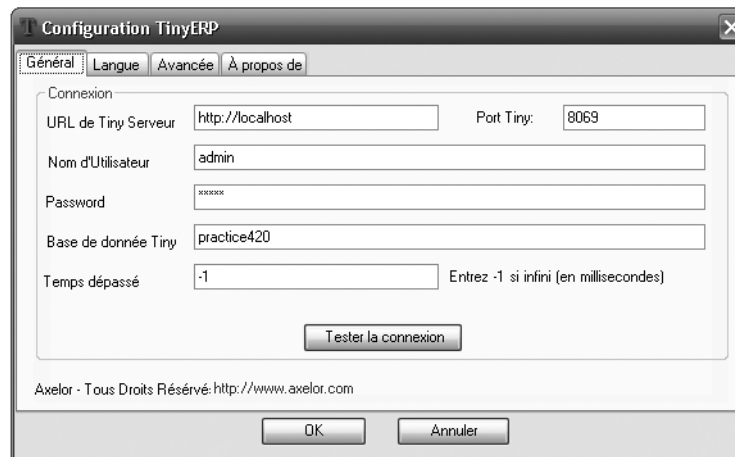 Configuration TinyERP
Général Langue Avancée À propos de
Connexion
URL de Tiny Serveur http://localhost Port Tiny: 8069
Nom d'Utilisateur admin
Password xxxxx
Base de donnée Tiny practice420
Temps dépassé -1 Entrez -1 si infini (en millisecondes)
Tester la connexion
Axelor - Tous Droits Résérvé: http://www.axelor.com
OK Annuler